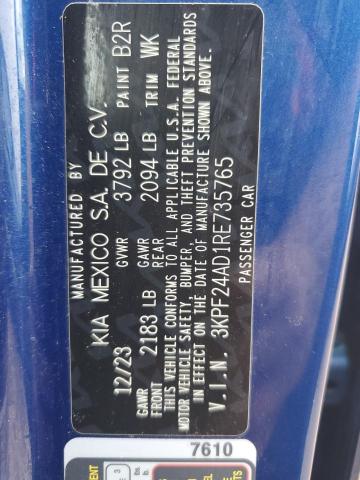 MANUFACTURED BY
KIA MEXICO S.A. DE C.V.
12/23 GVWR 3792 LB PAINT B2R
GAWR FRONT 2183 LB GAWR REAR 2094 LB TRIM WK
THIS VEHICLE CONFORMS TO ALL APPLICABLE U.S.A. FEDERAL
MOTOR VEHICLE SAFETY, BUMPER, AND THEFT PREVENTION STANDARDS
IN EFFECT ON THE DATE OF MANUFACTURE SHOWN ABOVE.
V.I.N. 3KPF24AD1RE735765
PASSENGER CAR
7610